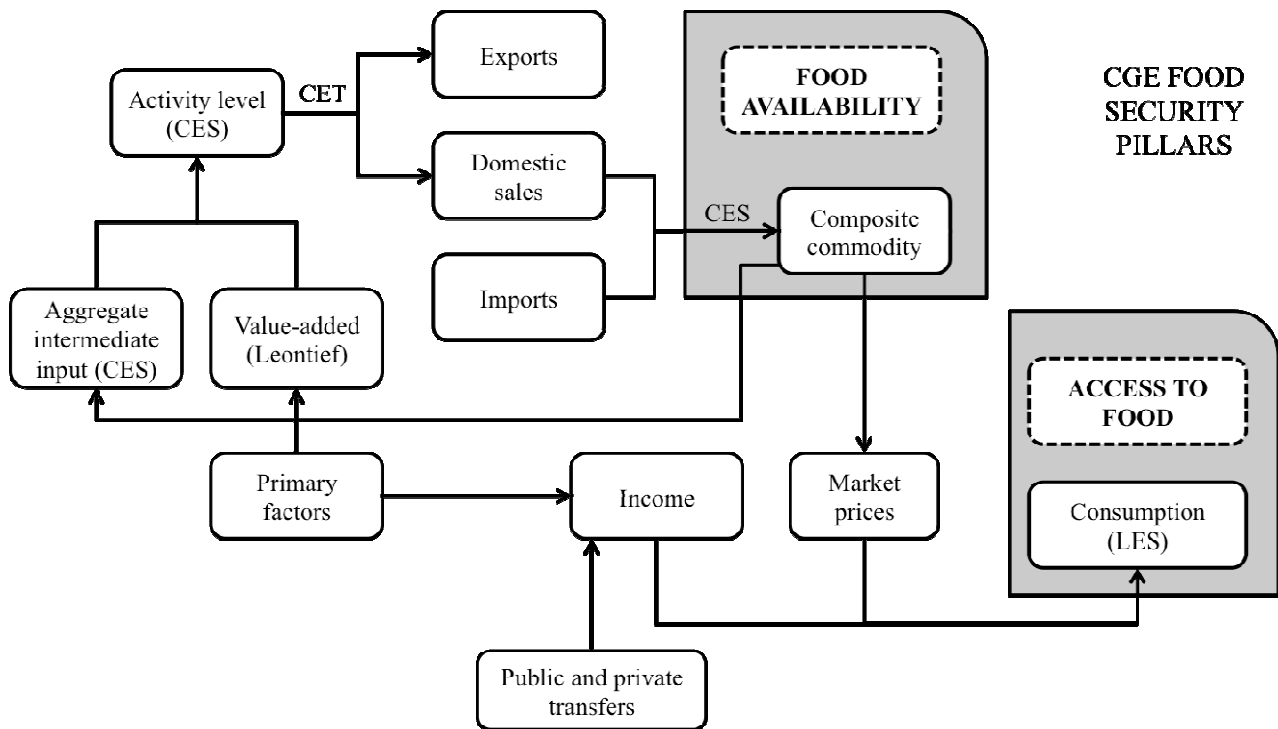 Exports
FOOD
AVAILABILITY
CGE FOOD
SECURITY
PILLARS
Activity level
(CES)
CET
Domestic
sales
CES
Composite
commodity
Imports
Aggregate
intermediate
input (CES)
Value-added
(Leontief)
ACCESS TO
FOOD
Primary
factors
Income
Market
prices
Consumption
(LES)
Public and private
transfers